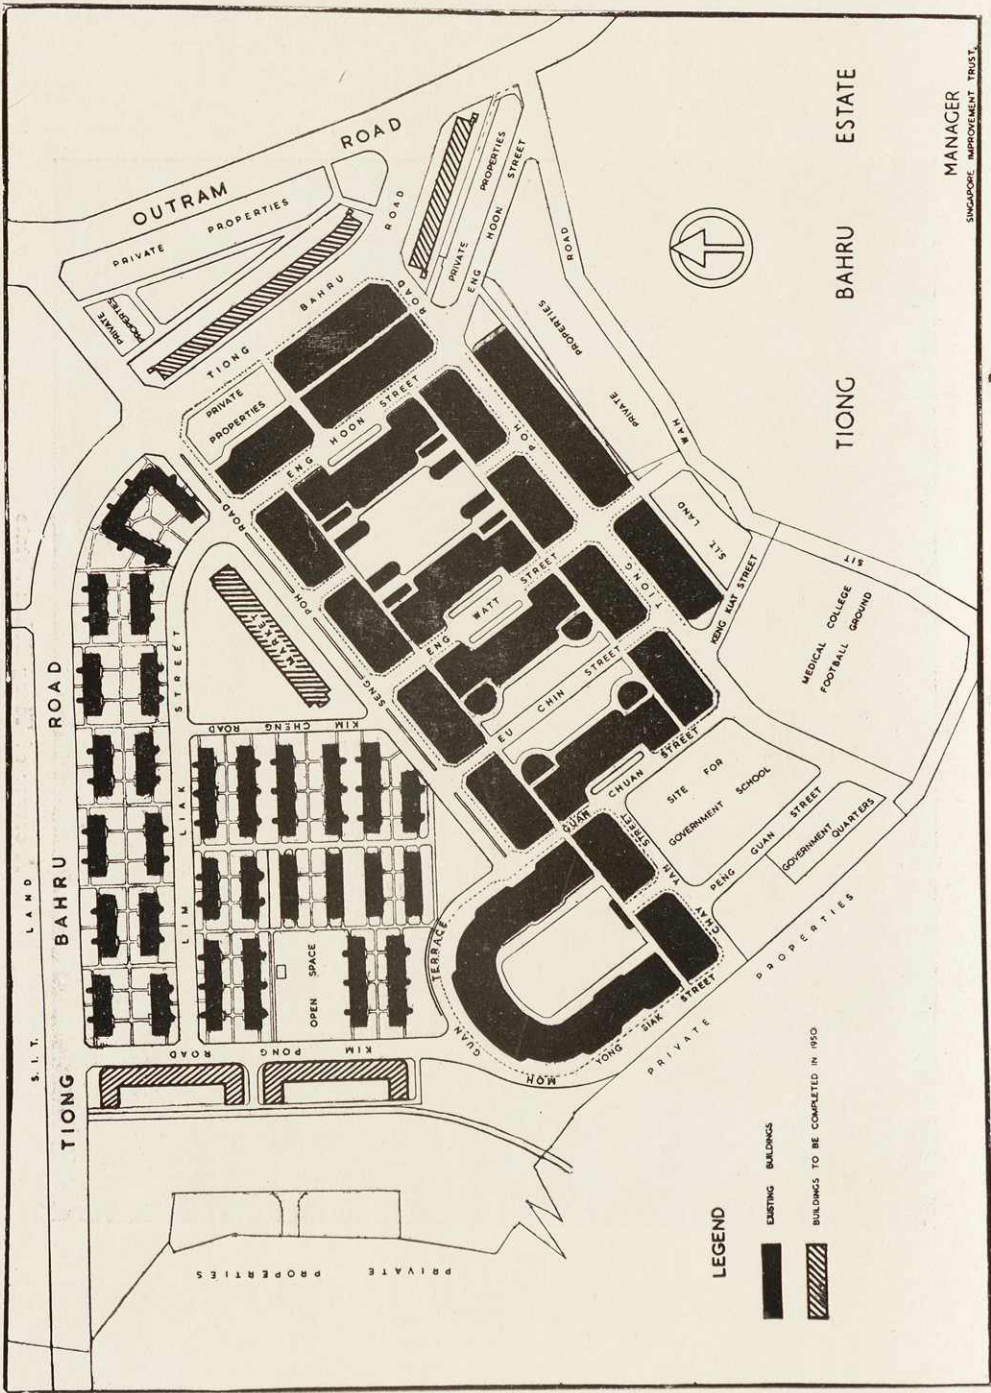 TIONG BAHRU ESTATE
MANAGER
SINGAPORE IMPROVEMENT TRUST.
S. I. T. LAND
TIONG BAHRU ROAD
OUTRAM ROAD
PRIVATE PROPERTIES
PRIVATE
PROPERTIES
TIONG BAHRU ROAD
PRIVATE
PROPERTIES
PRIVATE PROPERTIES
ENG HOON STREET
ENG HOON STREET
PRIVATE PROPERTIES
SIT WAH ROAD
TIONG POH ROAD
SENG POH ROAD
MARKET
LIM LIAK STREET
KIM CHENG ROAD
KIM PONG ROAD
OPEN SPACE
ENG WATT STREET
EU CHIN STREET
GUAN CHUAN STREET
MOH GUAN TERRACE
YONG SIAK STREET
CHAY YAM STREET
PENG GUAN STREET
SITE FOR
GOVERNMENT SCHOOL
GOVERNMENT
QUARTERS
S.I.T.
LAND
KENG KIAT STREET
MEDICAL COLLEGE
FOOTBALL GROUND
PRIVATE PROPERTIES
PRIVATE PROPERTIES
LEGEND
EXISTING BUILDINGS
BUILDINGS TO BE COMPLETED IN 1950